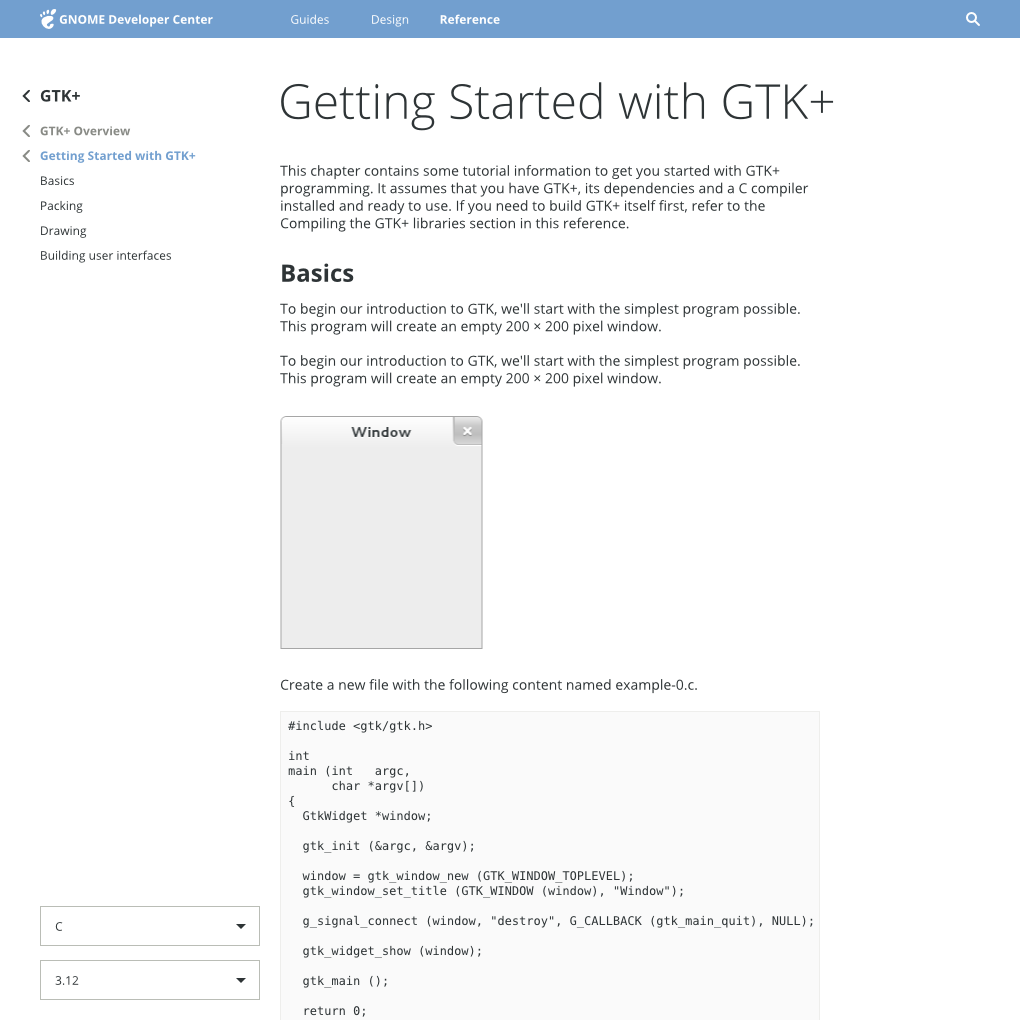 GNOME Developer Center
Guides
Design
Reference
GTK+
GTK+ Overview
Getting Started with GTK+
Basics
Packing
Drawing
Building user interfaces
C
3.12
Getting Started with GTK+
This chapter contains some tutorial information to get you started with GTK+
programming. It assumes that you have GTK+, its dependencies and a C compiler
installed and ready to use. If you need to build GTK+ itself first, refer to the
Compiling the GTK+ libraries section in this reference.
Basics
To begin our introduction to GTK, we'll start with the simplest program possible.
This program will create an empty 200 × 200 pixel window.
To begin our introduction to GTK, we'll start with the simplest program possible.
This program will create an empty 200 × 200 pixel window.
Window
Create a new file with the following content named example-0.c.
#include <gtk/gtk.h>
int
main (int   argc,
      char *argv[])
{
  GtkWidget *window;
  gtk_init (&argc, &argv);
  window = gtk_window_new (GTK_WINDOW_TOPLEVEL);
  gtk_window_set_title (GTK_WINDOW (window), "Window");
  g_signal_connect (window, "destroy", G_CALLBACK (gtk_main_quit), NULL);
  gtk_widget_show (window);
  gtk_main ();
  return 0;